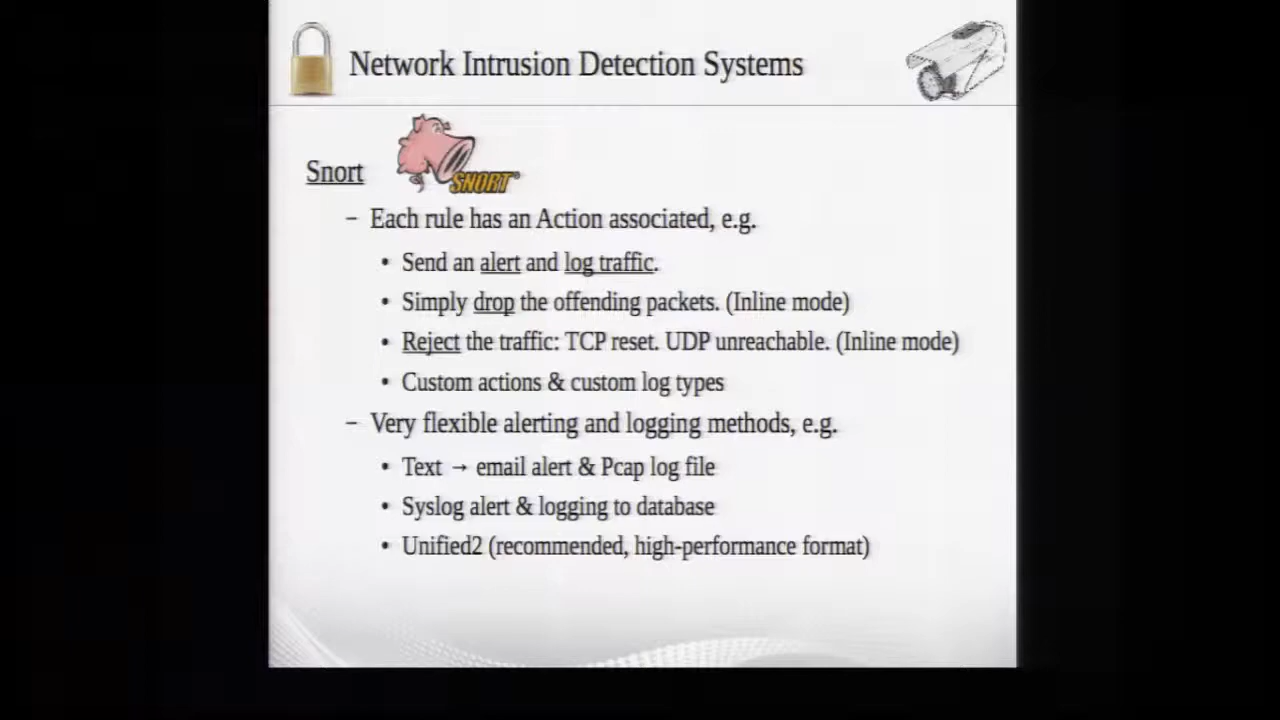 Network Intrusion Detection Systems
SNORT
Snort
– Each rule has an Action associated, e.g.
• Send an alert and log traffic.
• Simply drop the offending packets. (Inline mode)
• Reject the traffic: TCP reset. UDP unreachable. (Inline mode)
• Custom actions & custom log types
– Very flexible alerting and logging methods, e.g.
• Text → email alert & Pcap log file
• Syslog alert & logging to database
• Unified2 (recommended, high-performance format)